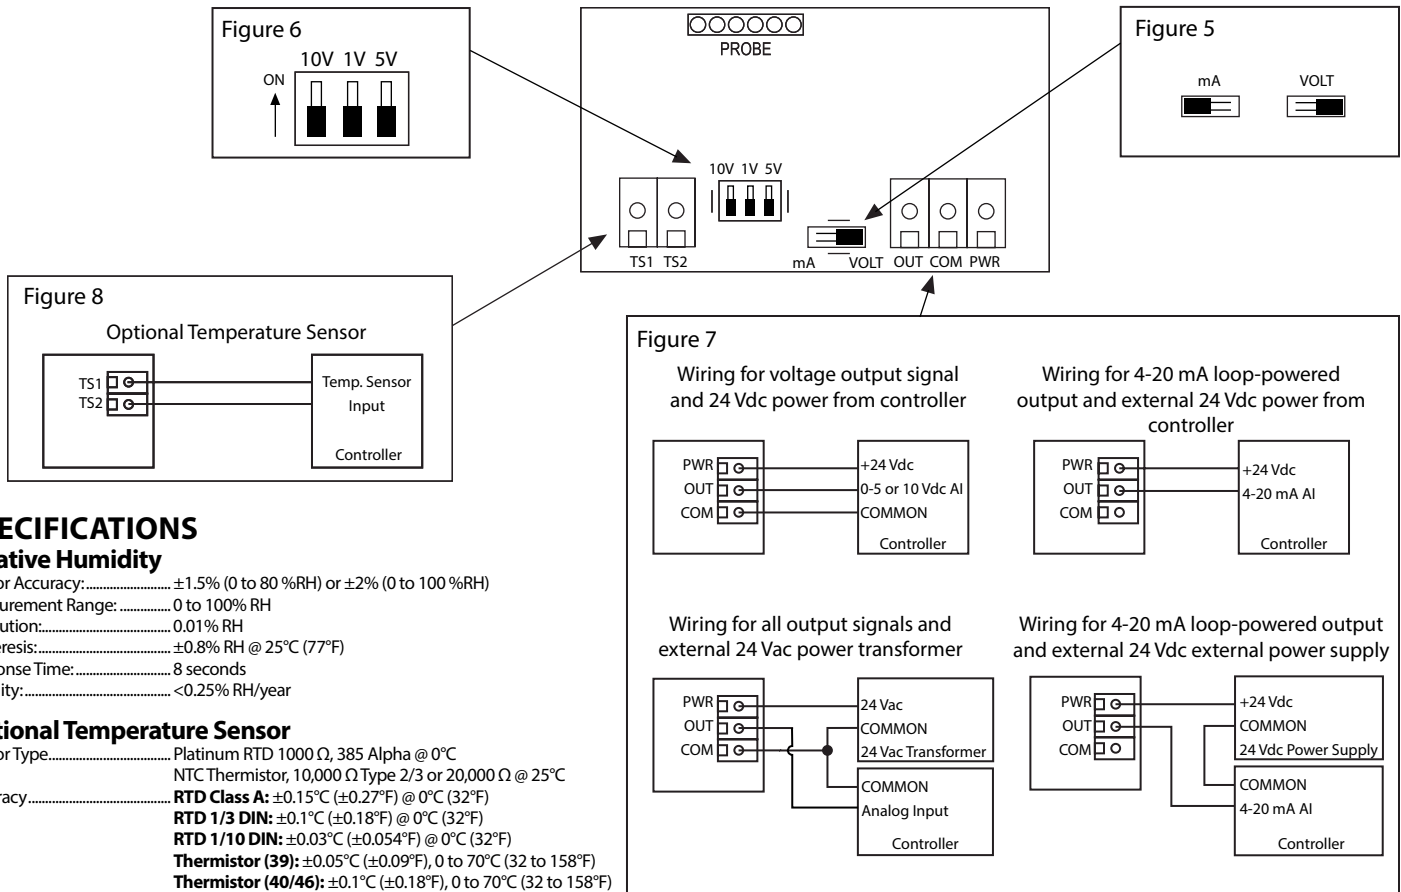 Figure 6
10V 1V 5V
ON
PROBE
10V 1V 5V
TS1 TS2
mA VOLT OUT COM PWR
Figure 5
mA VOLT
Figure 8
Optional Temperature Sensor
TS1
TS2
Temp. Sensor
Input
Controller
Figure 7
Wiring for voltage output signal
and 24 Vdc power from controller
PWR
OUT
COM
+24 Vdc
0-5 or 10 Vdc AI
COMMON
Controller
Wiring for 4-20 mA loop-powered
output and external 24 Vdc power from
controller
PWR
OUT
COM
+24 Vdc
4-20 mA AI
Controller
Wiring for all output signals and
external 24 Vac power transformer
PWR
OUT
COM
24 Vac
COMMON
24 Vac Transformer
COMMON
Analog Input
Controller
Wiring for 4-20 mA loop-powered output
and external 24 Vdc external power supply
PWR
OUT
COM
+24 Vdc
COMMON
24 Vdc Power Supply
COMMON
4-20 mA AI
Controller
ECIFICATIONS
ative Humidity
or Accuracy:.......................... ±1.5% (0 to 80 %RH) or ±2% (0 to 100 %RH)
urement Range: ............... 0 to 100% RH
ution:...................................... 0.01% RH
eresis:....................................... ±0.8% RH @ 25°C (77°F)
onse Time: ............................ 8 seconds
ity:............................................ <0.25% RH/year
tional Temperature Sensor
or Type.................................... Platinum RTD 1000 Ω, 385 Alpha @ 0°C
NTC Thermistor, 10,000 Ω Type 2/3 or 20,000 Ω @ 25°C
racy .......................................... RTD Class A: ±0.15°C (±0.27°F) @ 0°C (32°F)
RTD 1/3 DIN: ±0.1°C (±0.18°F) @ 0°C (32°F)
RTD 1/10 DIN: ±0.03°C (±0.054°F) @ 0°C (32°F)
Thermistor (39): ±0.05°C (±0.09°F), 0 to 70°C (32 to 158°F)
Thermistor (40/46): ±0.1°C (±0.18°F), 0 to 70°C (32 to 158°F)